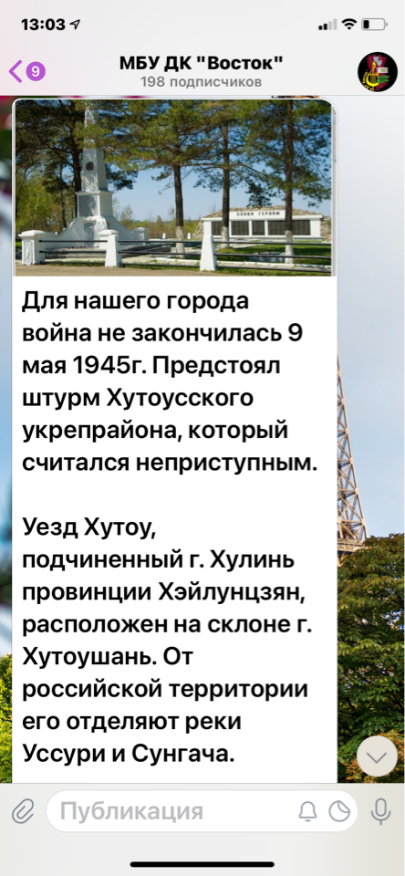 13:03
9
МБУ ДК "Восток"
198 подписчиков
СЛАВА ГЕРОЯМ
Для нашего города
война не закончилась 9
мая 1945г. Предстоял
штурм Хутоусского
укрепрайона, который
считался неприступным.
Уезд Хутоу,
подчиненный г. Хулинь
провинции Хэйлунцзян,
расположен на склоне г.
Хутоушань. От
российской территории
его отделяют реки
Уссури и Сунгача.
Публикация